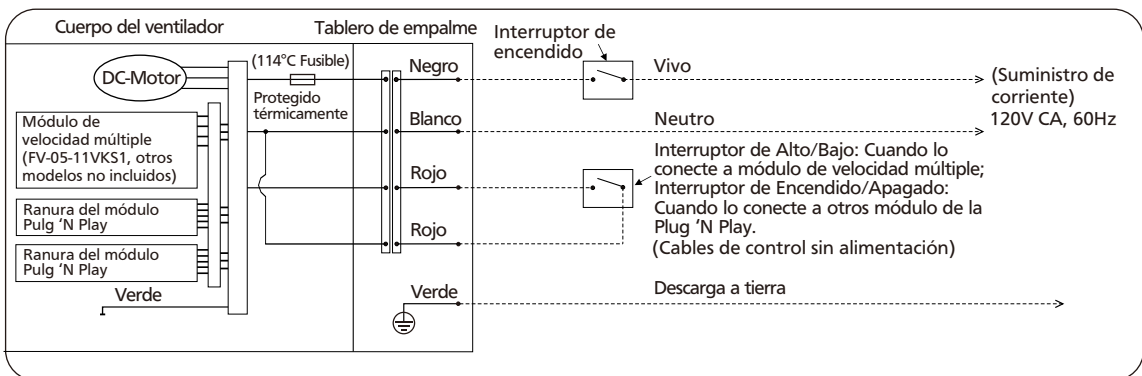 Cuerpo del ventilador
Tablero de empalme
Interruptor de
encendido
DC-Motor
(114°C Fusible)
Protegido
térmicamente
Negro
Vivo
(Suministro de
corriente)
120V CA, 60Hz
Módulo de
velocidad múltiple
(FV-05-11VKS1, otros
modelos no incluidos)
Blanco
Neutro
Rojo
Interruptor de Alto/Bajo: Cuando lo
conecte a módulo de velocidad múltiple;
Interruptor de Encendido/Apagado:
Cuando lo conecte a otros módulo de la
Plug ‘N Play.
(Cables de control sin alimentación)
Ranura del módulo
Pulg ‘N Play
Rojo
Ranura del módulo
Pulg ‘N Play
Verde
Verde
Descarga a tierra